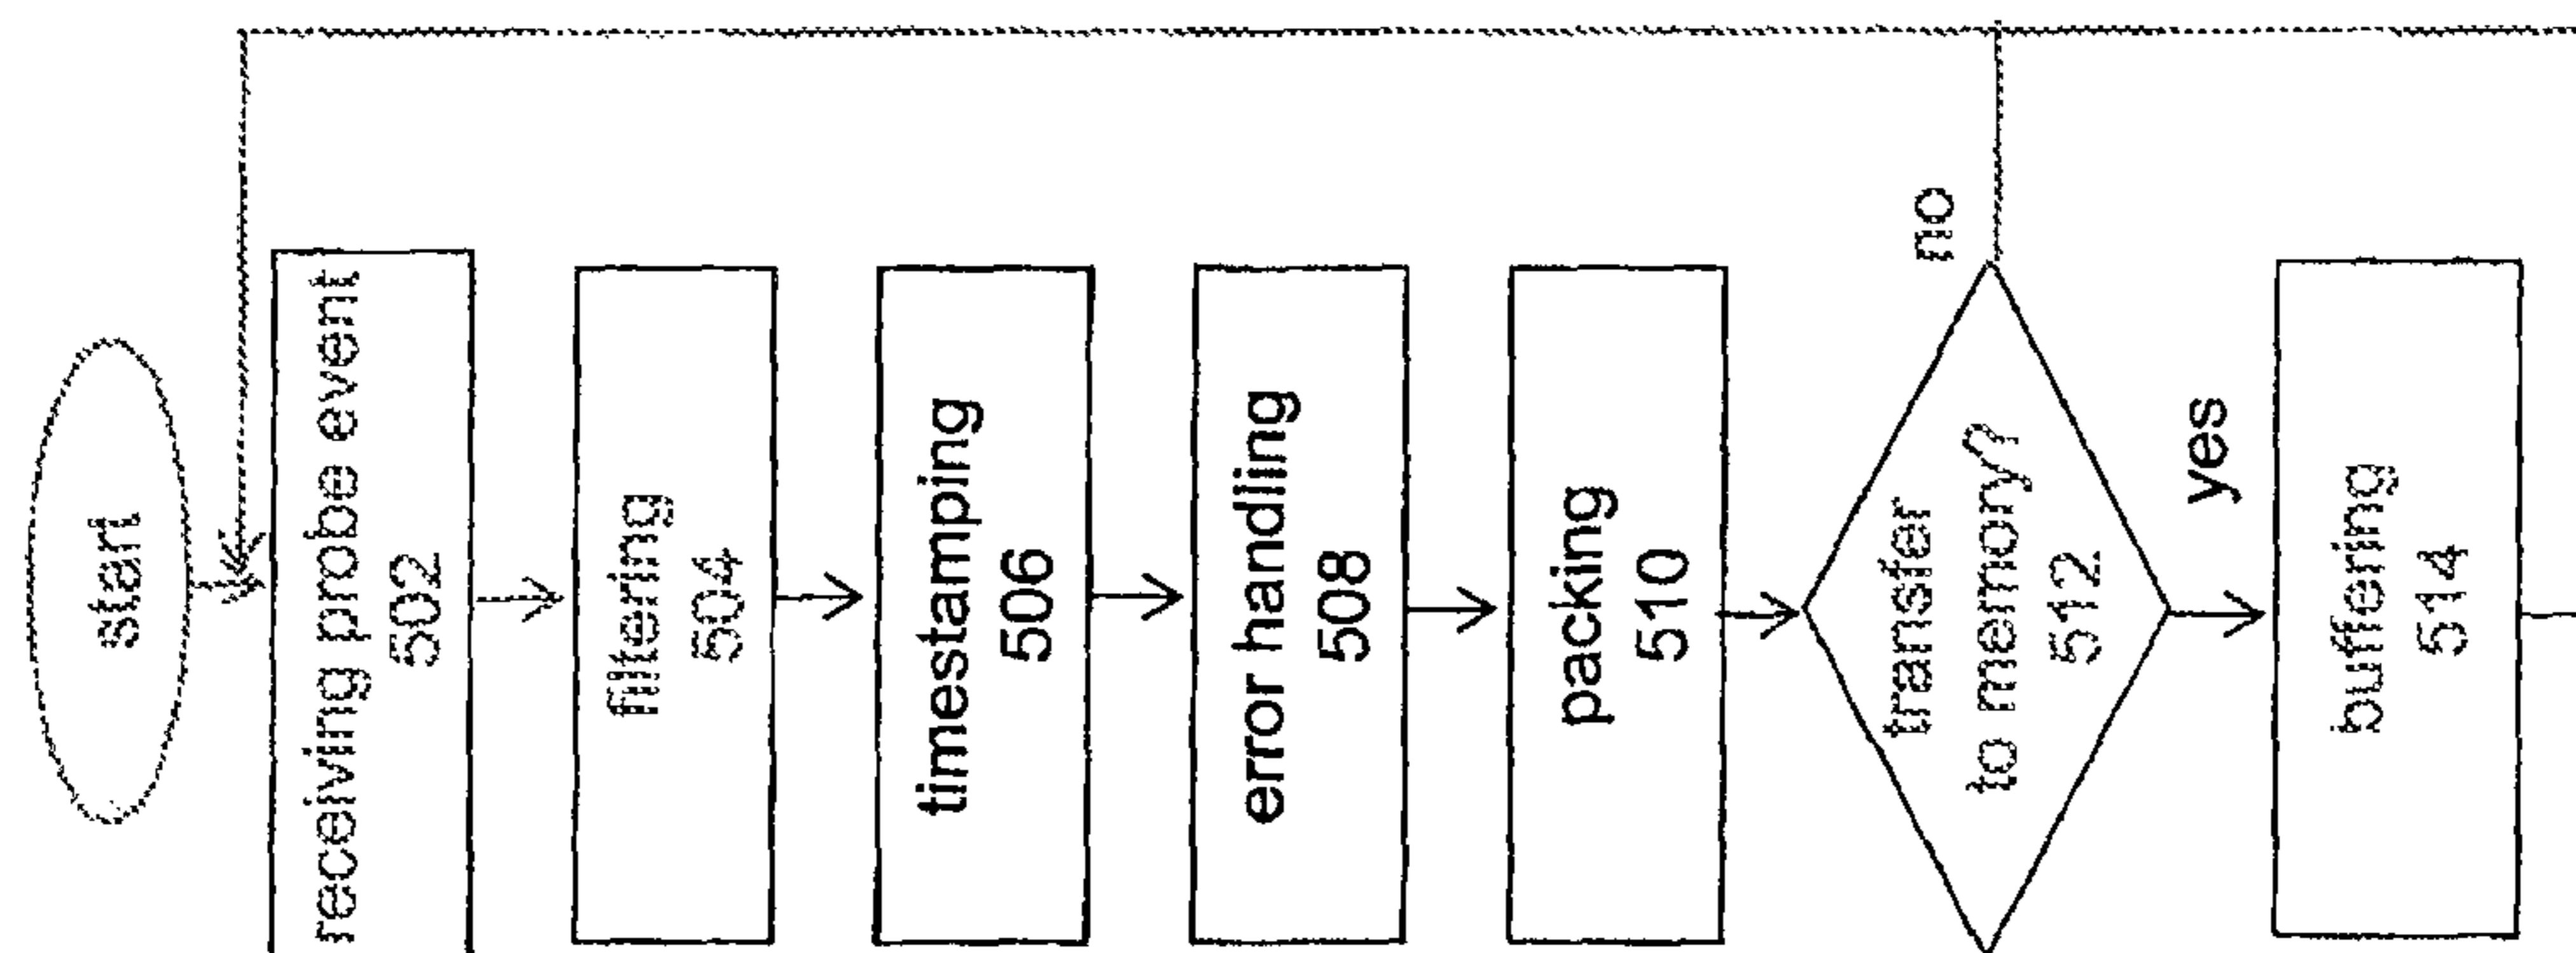 start
receiving probe event
502
filtering
504
timestamping
506
error handling
508
packing
510
transfer
to memory?
512
no
yes
buffering
514